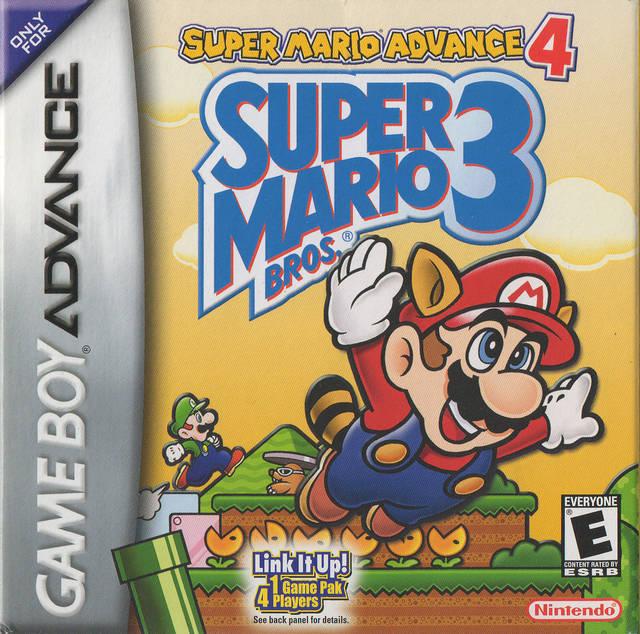 ONLY
FOR
GAME BOY ADVANCE®
SUPER MARIO ADVANCE 4
SUPER
MARIO 3
BROS.®
M
Link It Up!
1 Game Pak
4 Players
See back panel for details.
EVERYONE
E®
CONTENT RATED BY
ESRB
Nintendo